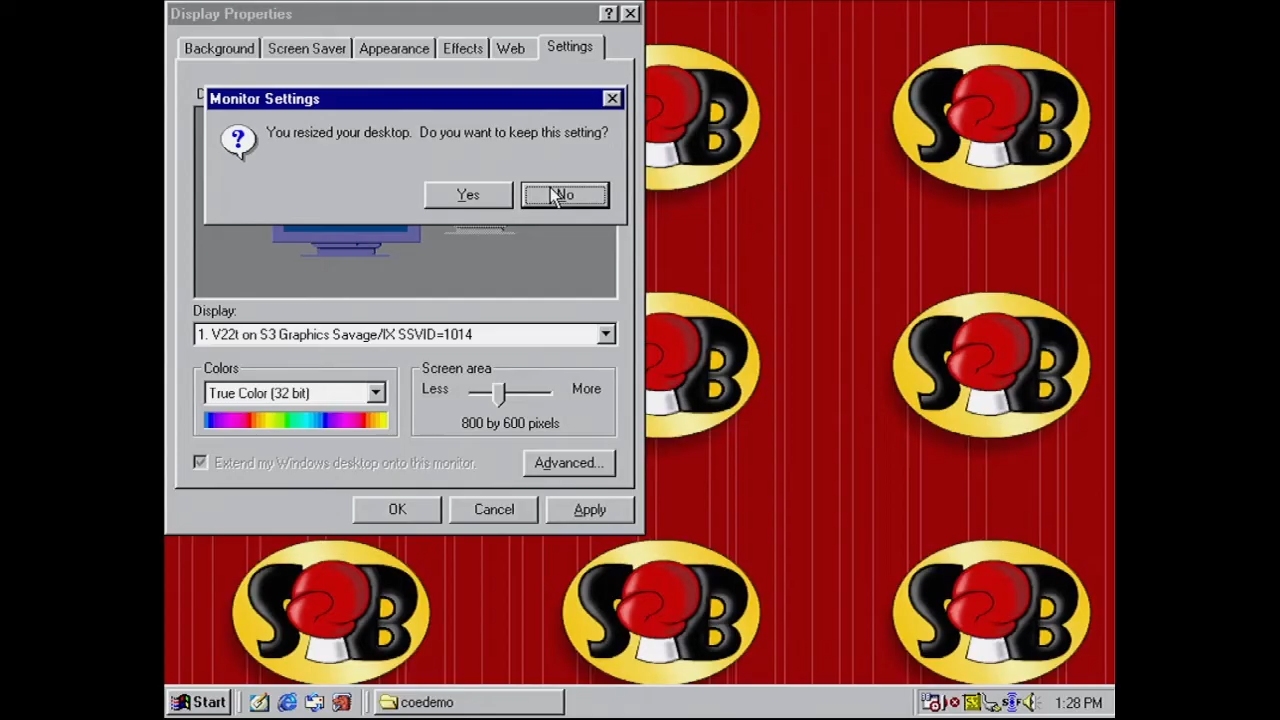 Display Properties
Background Screen Saver Appearance Effects Web Settings
Monitor Settings
You resized your desktop. Do you want to keep this setting?
Yes No
Display:
1. V22t on S3 Graphics Savage/IX SSVID=1014
Colors
True Color (32 bit)
Screen area
Less More
800 by 600 pixels
Extend my Windows desktop onto this monitor.
Advanced...
OK Cancel Apply
S B
S B
S B
S B
S B
Start coedemo 1:28 PM